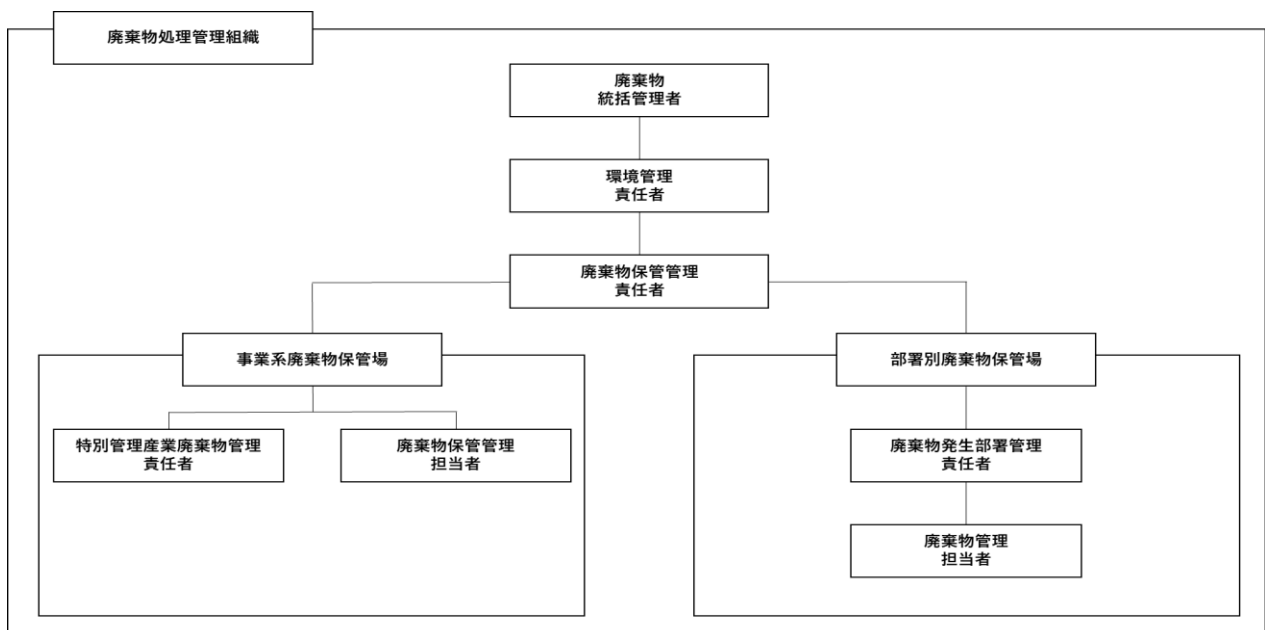 廃棄物処理管理組織
廃棄物
統括管理者
環境管理
責任者
廃棄物保管管理
責任者
事業系廃棄物保管場
部署別廃棄物保管場
特別管理産業廃棄物管理
責任者
廃棄物保管管理
担当者
廃棄物発生部署管理
責任者
廃棄物管理
担当者